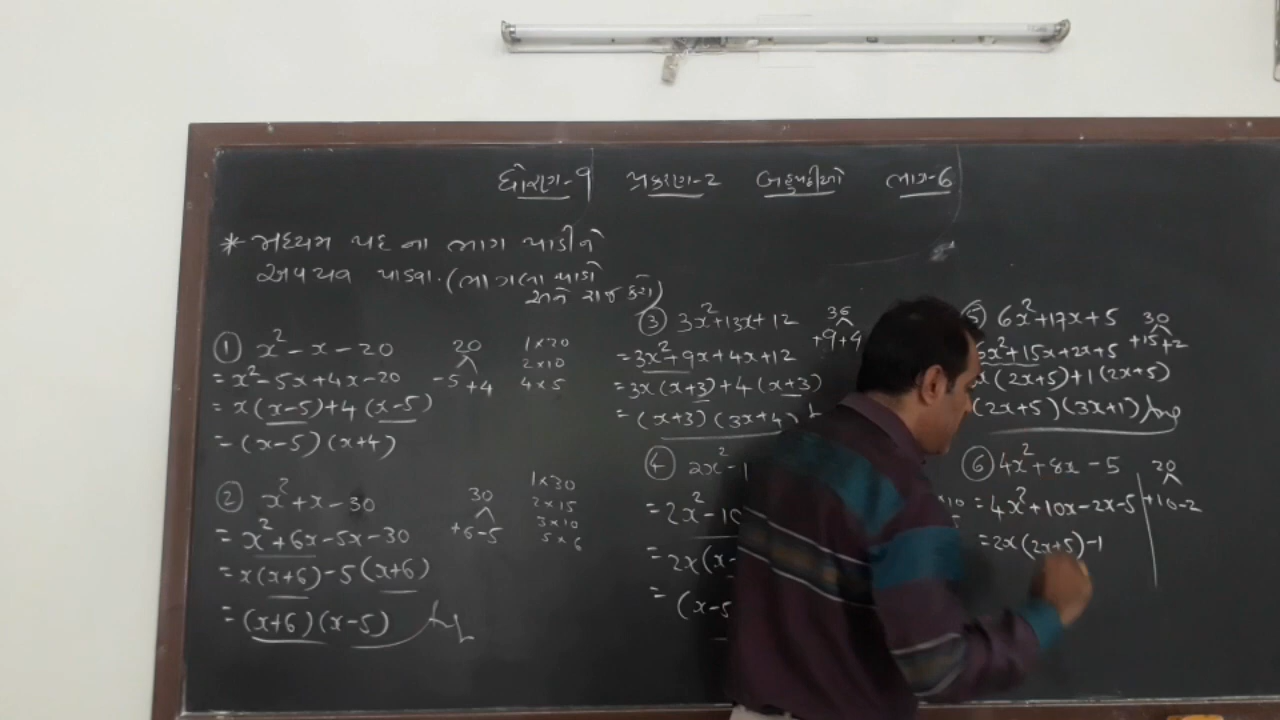 ધોરણ-૧ પ્રકરણ-૨ બહુપદીઓ ભાગ-6
* મધ્યમ પદ ના ભાગ પાડીને
અવયવ પાડવા. (ભાગલા પાડો
અને રાજ કરો)
① x² - x - 20
20
-5 +4
1×20
2×10
4×5
= x² - 5x + 4x - 20
= x(x-5) + 4(x-5)
= (x-5)(x+4)
② x² + x - 30
30
+6 -5
1×30
2×15
3×10
5×6
= x² + 6x - 5x - 30
= x(x+6) - 5(x+6)
= (x+6)(x-5)
③ 3x² + 13x + 12
36
+9 +4
= 3x² + 9x + 4x + 12
= 3x(x+3) + 4(x+3)
= (x+3)(3x+4)
④ 2x² -
= 2x² - 10
= 2x(x-
= (x-5
⑤ 6x² + 17x + 5
30
+15 +2
6x² + 15x + 2x + 5
(2x+5) + 1(2x+5)
(2x+5)(3x+1) Ans
⑥ 4x² + 8x - 5
20
+10 -2
= 4x² + 10x - 2x - 5
= 2x(2x+5) - 1